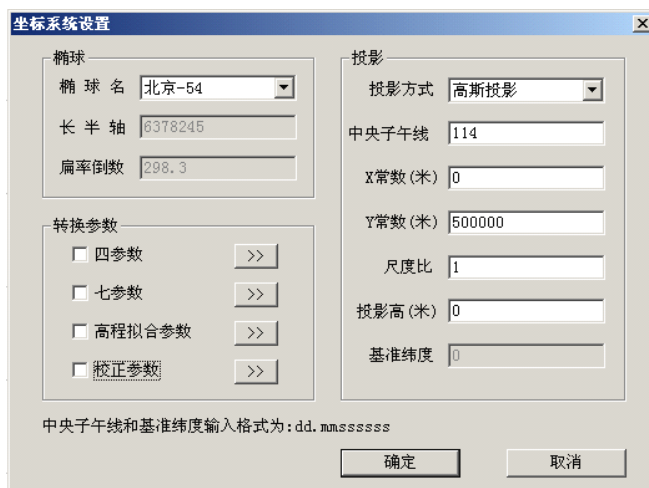 坐标系统设置
椭球
椭 球 名 北京-54
长 半 轴 6378245
扁率倒数 298.3
转换参数
四参数 >>
七参数 >>
高程拟合参数 >>
校正参数 >>
投影
投影方式 高斯投影
中央子午线 114
X常数(米) 0
Y常数(米) 500000
尺度比 1
投影高(米) 0
基准纬度 0
中央子午线和基准纬度输入格式为:dd.mmssssss
确定 取消